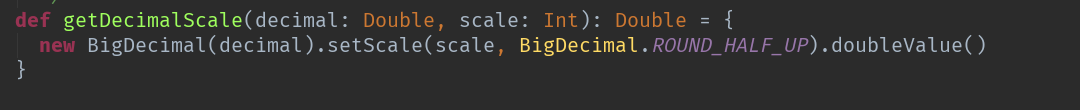 def getDecimalScale(decimal: Double, scale: Int): Double = {
  new BigDecimal(decimal).setScale(scale, BigDecimal.ROUND_HALF_UP).doubleValue()
}